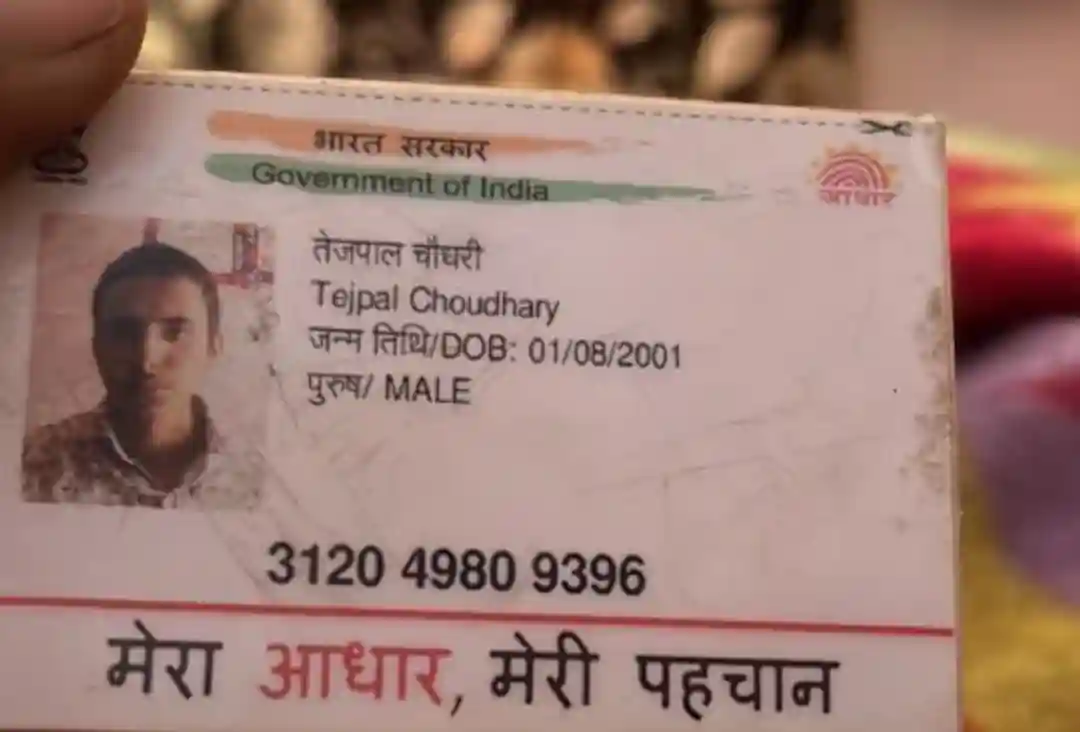 भारत सरकार
Government of India
आधार
तेजपाल चौधरी
Tejpal Choudhary
जन्म तिथि/DOB: 01/08/2001
पुरुष/ MALE
3120 4980 9396
मेरा आधार, मेरी पहचान